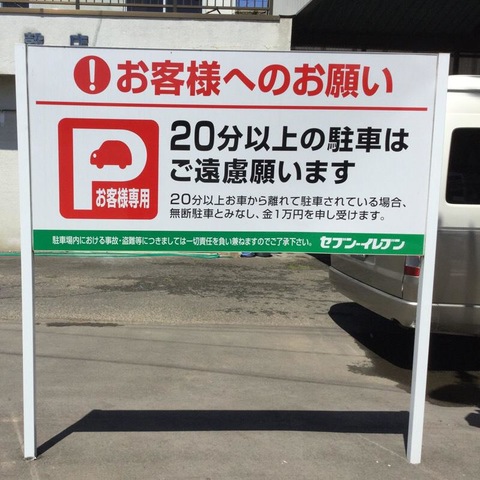 !お客様へのお願い
P
お客様専用
20分以上の駐車は
ご遠慮願います
20分以上お車から離れて駐車されている場合、
無断駐車とみなし、金1万円を申し受けます。
駐車場内における事故・盗難等につきましては一切責任を負い兼ねますのでご了承下さい。 セブン-イレブン